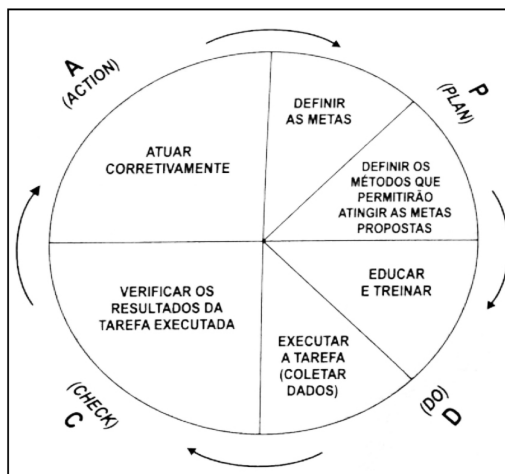 A
(ACTION)
P
(PLAN)
DEFINIR
AS METAS
DEFINIR OS
MÉTODOS QUE
PERMITIRÃO
ATINGIR AS METAS
PROPOSTAS
EDUCAR
E TREINAR
EXECUTAR
A TAREFA
(COLETAR
DADOS)
(DO)
D
VERIFICAR OS
RESULTADOS DA
TAREFA EXECUTADA
(CHECK)
C
ATUAR
CORRETIVAMENTE